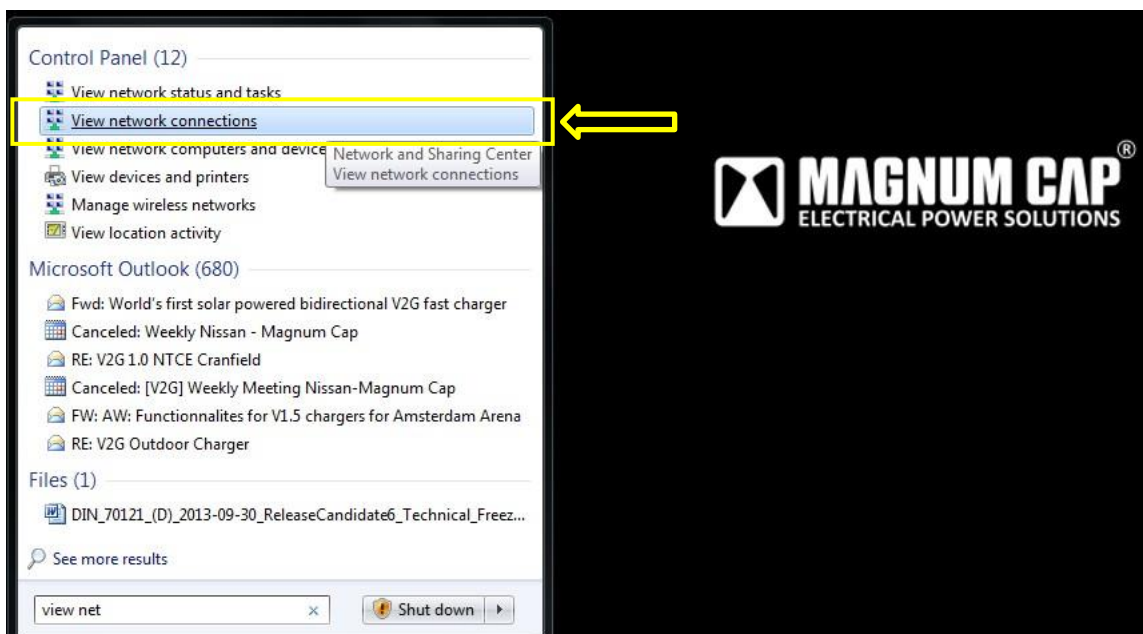 Control Panel (12)
View network status and tasks
View network connections
View network computers and device
Network and Sharing Center
View network connections
View devices and printers
Manage wireless networks
View location activity
Microsoft Outlook (680)
Fwd: World's first solar powered bidirectional V2G fast charger
Canceled: Weekly Nissan - Magnum Cap
RE: V2G 1.0 NTCE Cranfield
Canceled: [V2G] Weekly Meeting Nissan-Magnum Cap
FW: AW: Functionnalites for V1.5 chargers for Amsterdam Arena
RE: V2G Outdoor Charger
Files (1)
DIN_70121_(D)_2013-09-30_ReleaseCandidate6_Technical_Freez...
See more results
view net
Shut down
MAGNUM CAP®
ELECTRICAL POWER SOLUTIONS